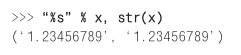 >>> “%s” % x, str(x)
(‘1.23456789’, ‘1.23456789’)